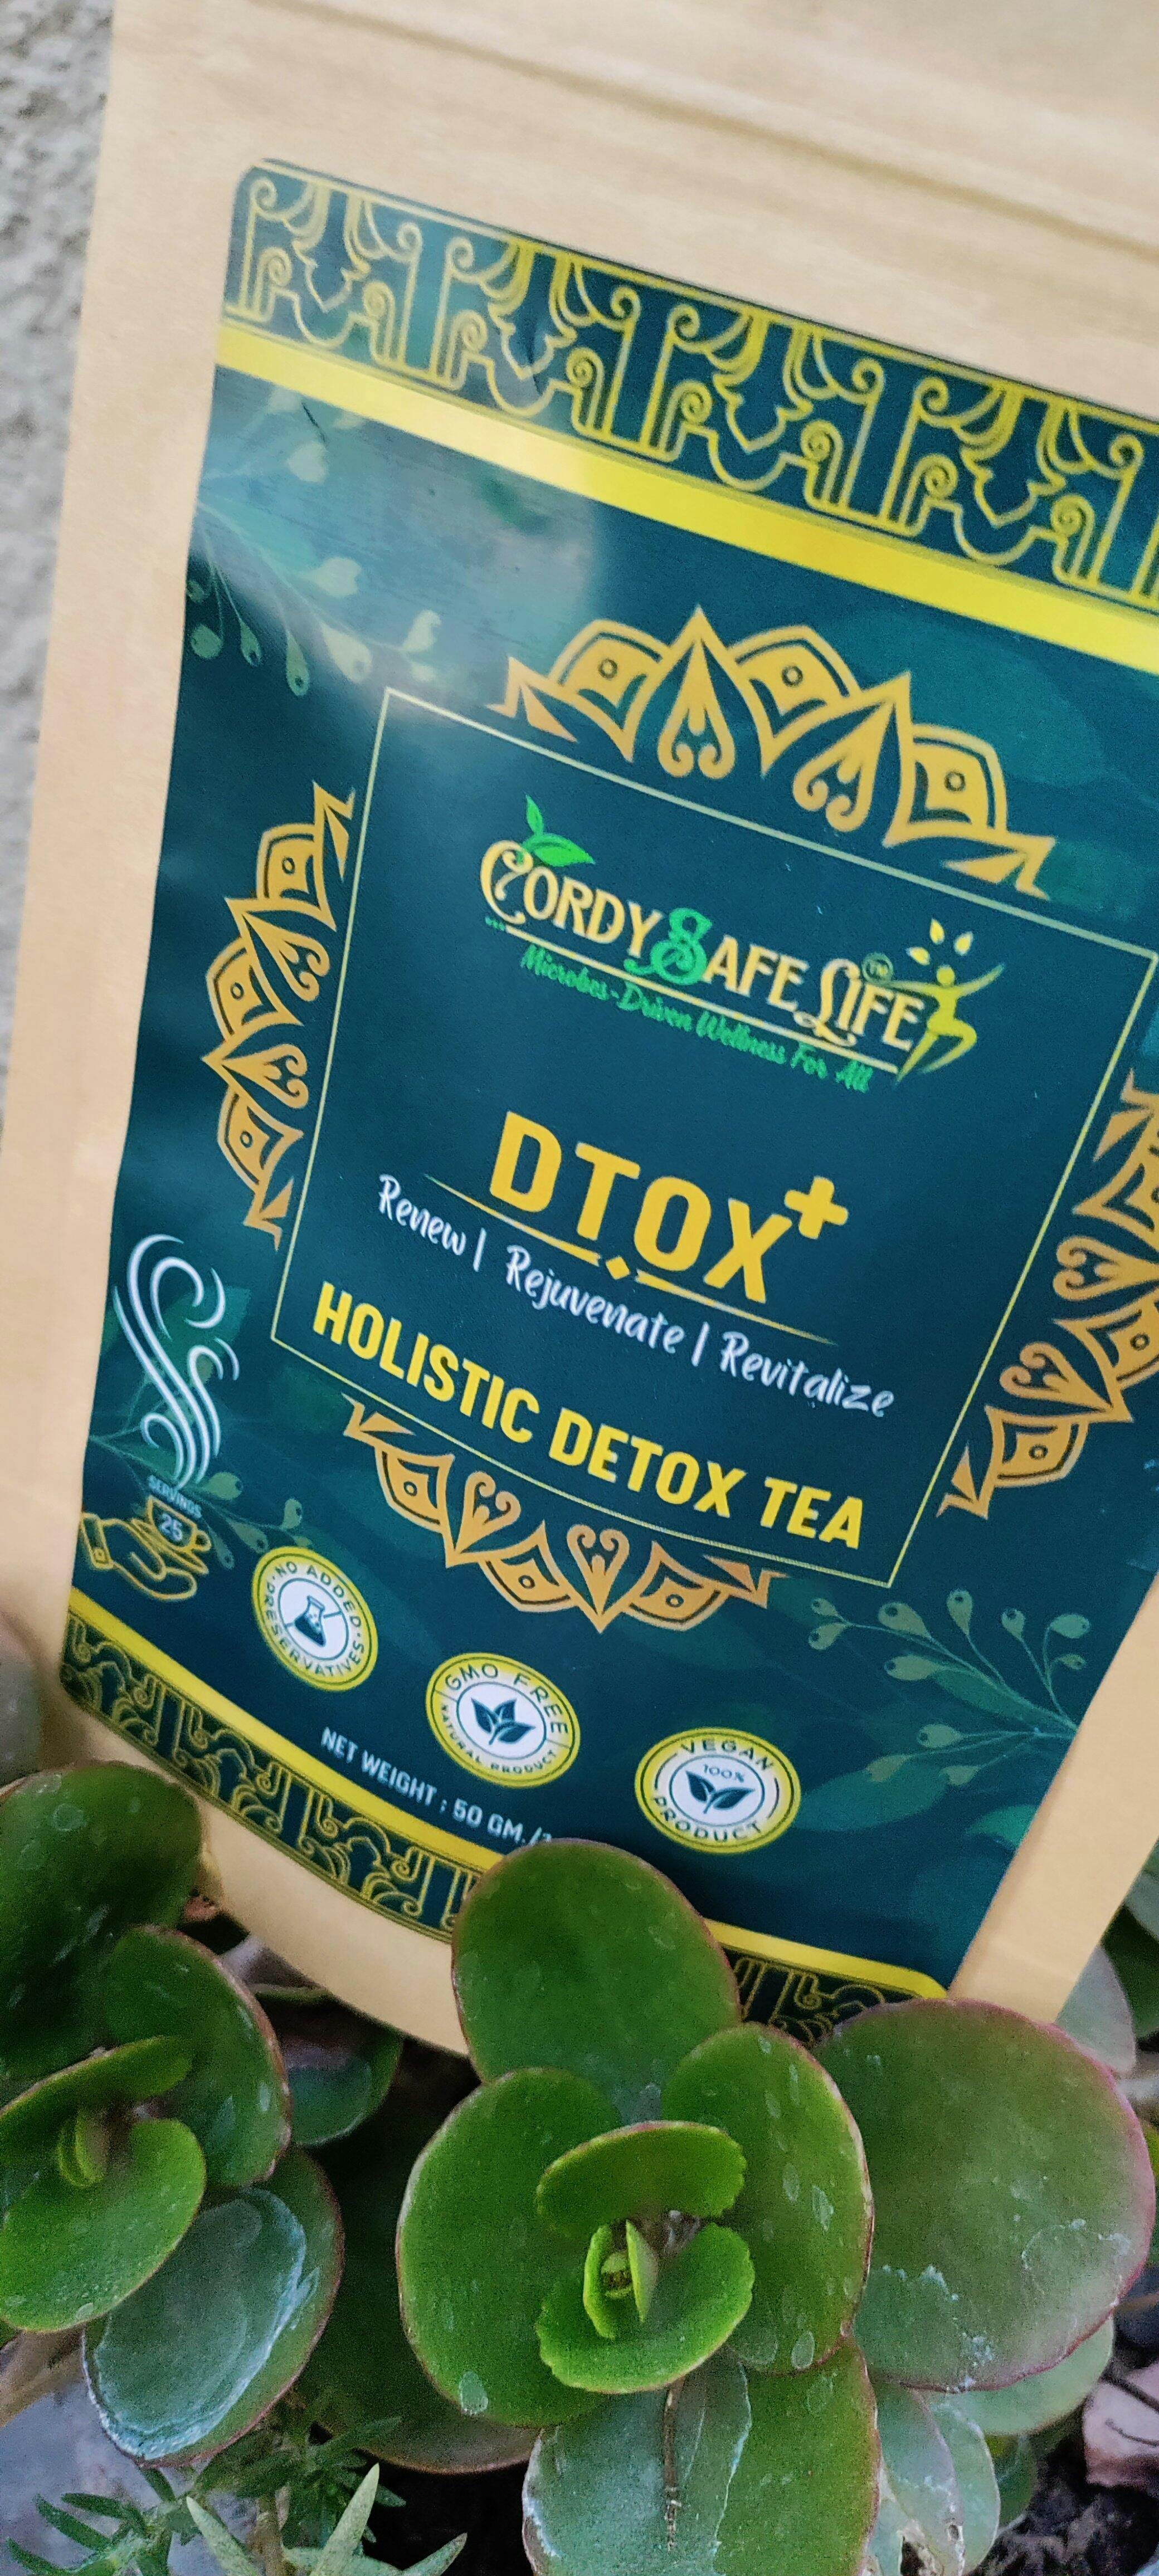 CORDY SAFE LIFE™
...Microbes-Driven Wellness For All
DTOX+
Renew | Rejuvenate | Revitalize
HOLISTIC DETOX TEA
SERVINGS
25
NO ADDED
PRESERVATIVES
GMO FREE
NATURAL PRODUCT
VEGAN
100%
PRODUCT
NET WEIGHT : 50 GM./